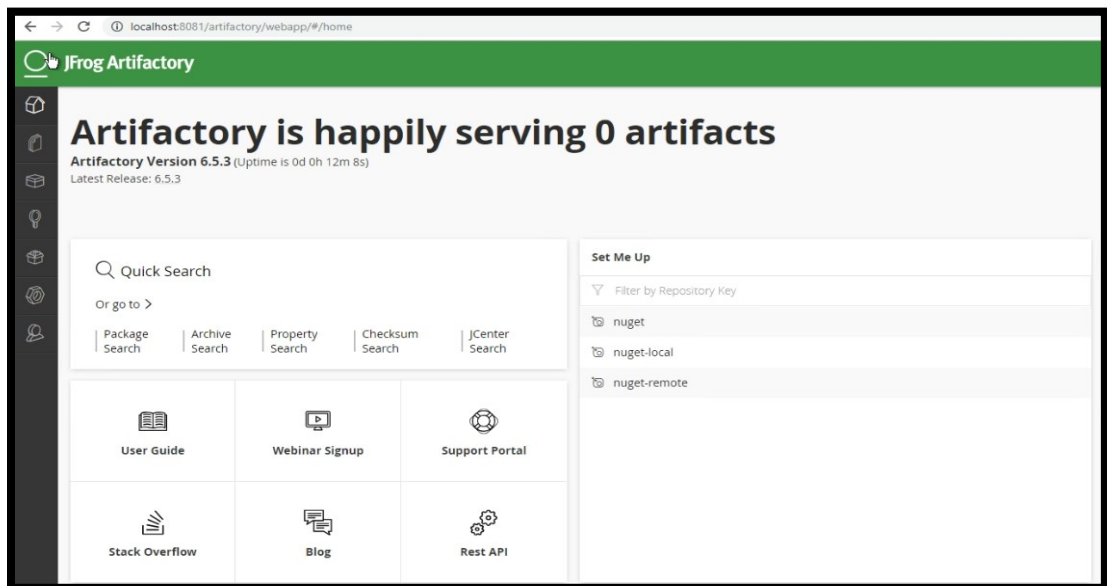 localhost:8081/artifactory/webapp/#/home
JFrog Artifactory
Artifactory is happily serving 0 artifacts
Artifactory Version 6.5.3 (Uptime is 0d 0h 12m 8s)
Latest Release: 6.5.3
Quick Search
Or go to >
Package Search
Archive Search
Property Search
Checksum Search
JCenter Search
User Guide
Webinar Signup
Support Portal
Stack Overflow
Blog
Rest API
Set Me Up
Filter by Repository Key
nuget
nuget-local
nuget-remote